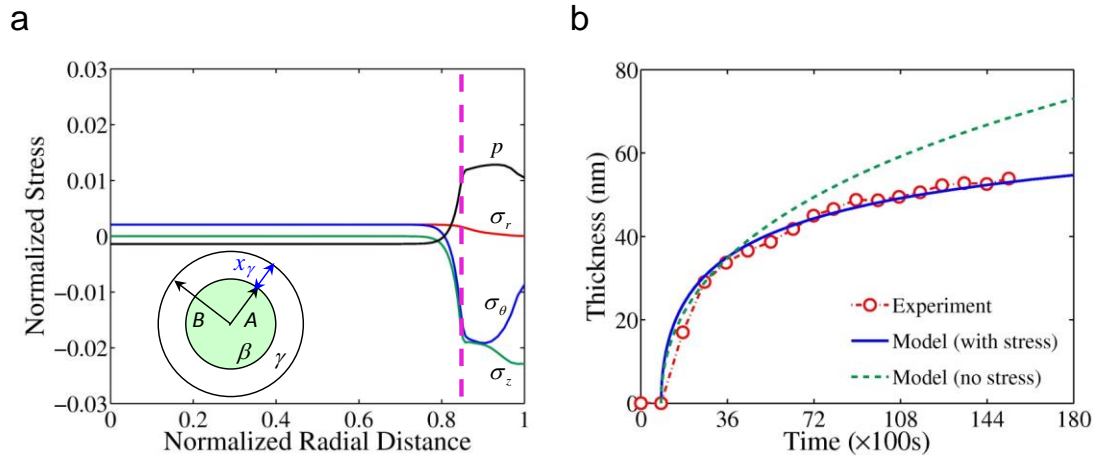 a
b
0.03
0.02
0.01
0
−0.01
−0.02
−0.03
0
0.2
0.4
0.6
0.8
1
Normalized Stress
Normalized Radial Distance
p
σr
σθ
σz
xγ
B
A
β
γ
80
60
40
20
0
0
36
72
108
144
180
Thickness (nm)
Time (×100s)
Experiment
Model (with stress)
Model (no stress)